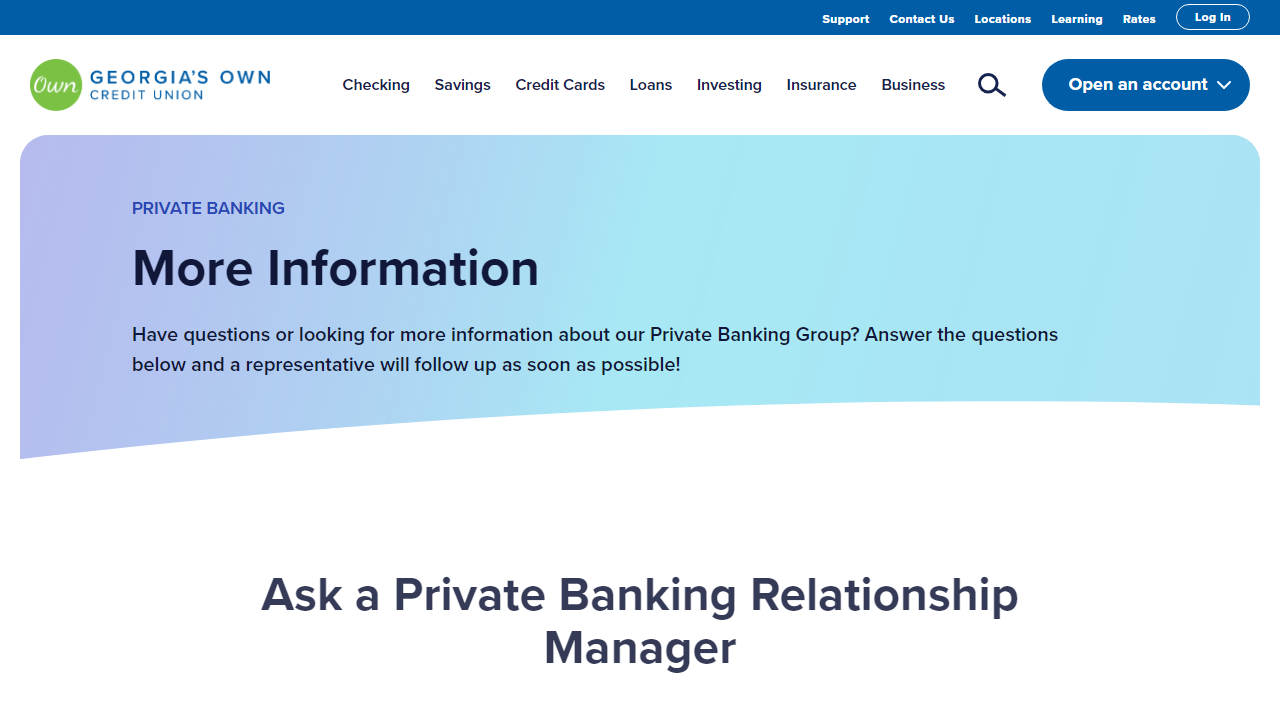 Support Contact Us Locations Learning Rates Log In
Own GEORGIA'S OWN
CREDIT UNION
Checking Savings Credit Cards Loans Investing Insurance Business Open an account
PRIVATE BANKING
More Information
Have questions or looking for more information about our Private Banking Group? Answer the questions
below and a representative will follow up as soon as possible!
Ask a Private Banking Relationship
Manager